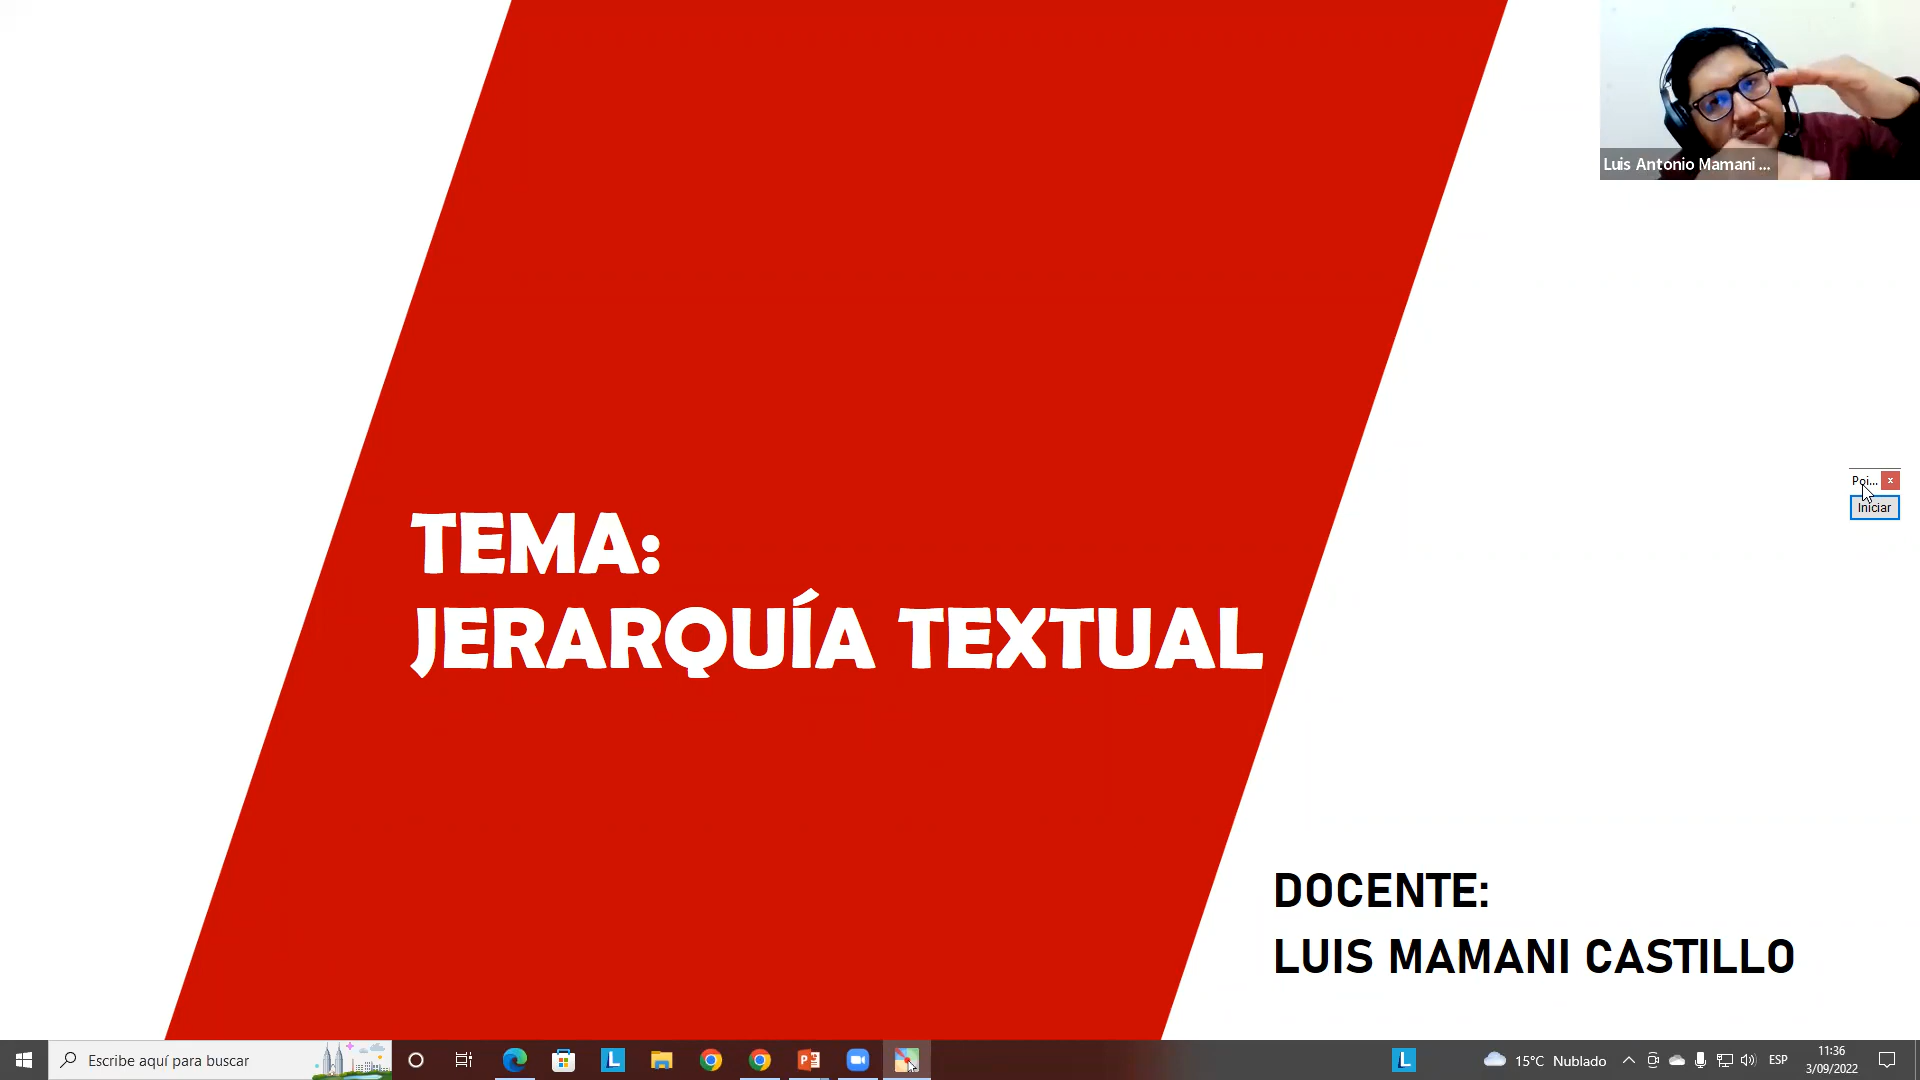 Luis Antonio Mamani ...
Poi... x
Iniciar
TEMA:
JERARQUÍA TEXTUAL
DOCENTE:
LUIS MAMANI CASTILLO
Escribe aquí para buscar
L
L
15°C Nublado
ESP
11:36
3/09/2022